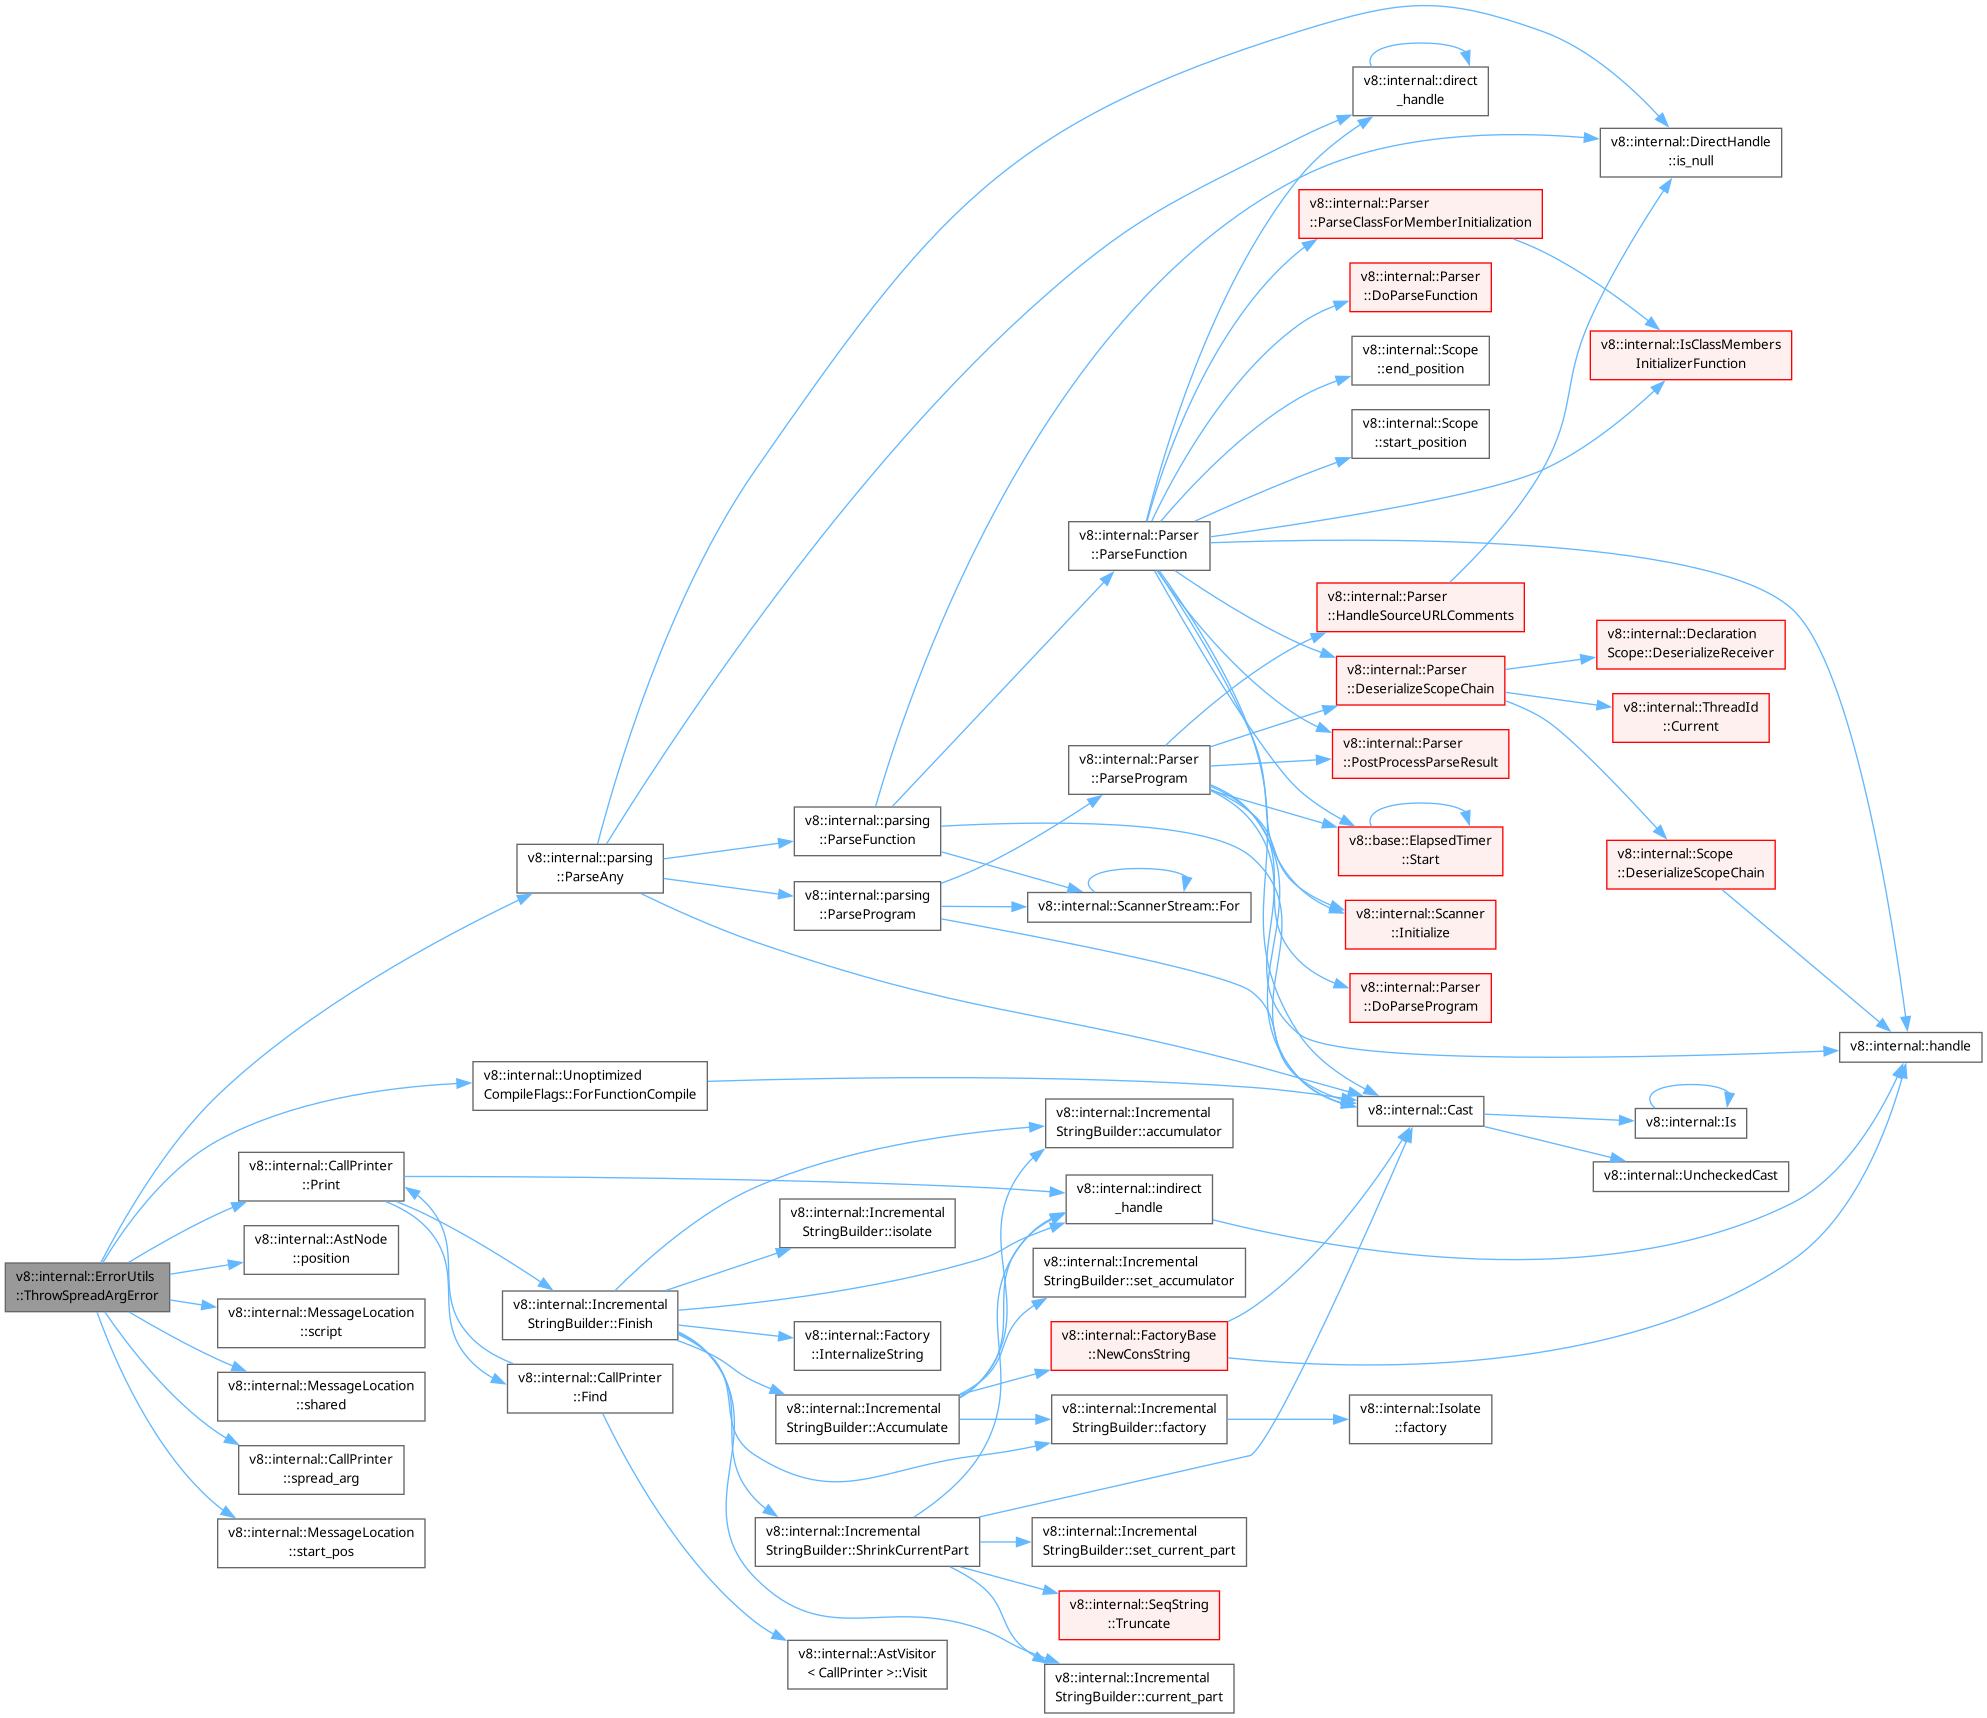 v8::internal::ErrorUtils
::ThrowSpreadArgError
v8::internal::parsing
::ParseAny
v8::internal::Unoptimized
CompileFlags::ForFunctionCompile
v8::internal::CallPrinter
::Print
v8::internal::AstNode
::position
v8::internal::MessageLocation
::script
v8::internal::MessageLocation
::shared
v8::internal::CallPrinter
::spread_arg
v8::internal::MessageLocation
::start_pos
v8::internal::Incremental
StringBuilder::Finish
v8::internal::CallPrinter
::Find
v8::internal::parsing
::ParseFunction
v8::internal::parsing
::ParseProgram
v8::internal::Incremental
StringBuilder::isolate
v8::internal::Factory
::InternalizeString
v8::internal::Incremental
StringBuilder::Accumulate
v8::internal::Incremental
StringBuilder::ShrinkCurrentPart
v8::internal::AstVisitor
< CallPrinter >::Visit
v8::internal::Parser
::ParseFunction
v8::internal::Parser
::ParseProgram
v8::internal::ScannerStream::For
v8::internal::Incremental
StringBuilder::accumulator
v8::internal::indirect
_handle
v8::internal::Incremental
StringBuilder::set_accumulator
v8::internal::FactoryBase
::NewConsString
v8::internal::Incremental
StringBuilder::factory
v8::internal::Incremental
StringBuilder::set_current_part
v8::internal::SeqString
::Truncate
v8::internal::Incremental
StringBuilder::current_part
v8::internal::direct
_handle
v8::internal::Parser
::ParseClassForMemberInitialization
v8::internal::Parser
::DoParseFunction
v8::internal::Scope
::end_position
v8::internal::Scope
::start_position
v8::internal::Parser
::HandleSourceURLComments
v8::internal::Parser
::DeserializeScopeChain
v8::internal::Parser
::PostProcessParseResult
v8::base::ElapsedTimer
::Start
v8::internal::Scanner
::Initialize
v8::internal::Parser
::DoParseProgram
v8::internal::Cast
v8::internal::Isolate
::factory
v8::internal::DirectHandle
::is_null
v8::internal::IsClassMembers
InitializerFunction
v8::internal::Declaration
Scope::DeserializeReceiver
v8::internal::ThreadId
::Current
v8::internal::Scope
::DeserializeScopeChain
v8::internal::Is
v8::internal::UncheckedCast
v8::internal::handle